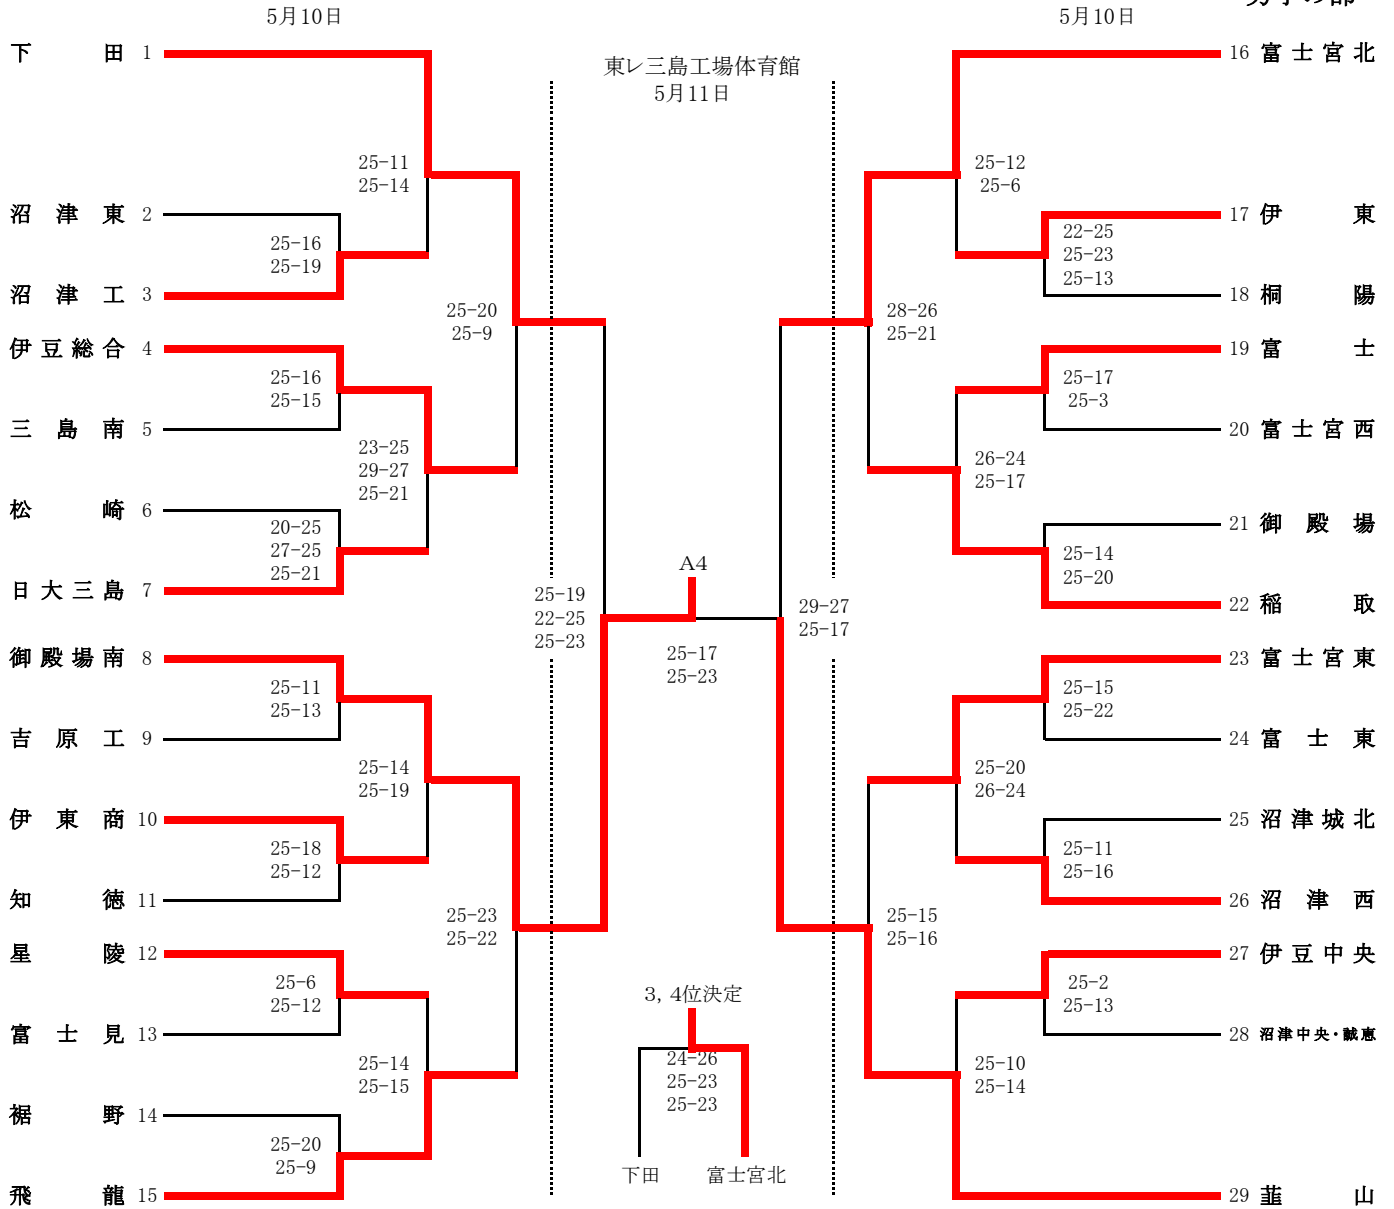 5月10日
5月10日
下田 1
東レ三島工場体育館
5月11日
16 富士宮北
25-11
25-14
25-12
25-6
沼津東 2
17 伊東
25-16
25-19
22-25
25-23
25-13
沼津工 3
18 桐陽
25-20
25-9
28-26
25-21
伊豆総合 4
19 富士
25-16
25-15
25-17
25-3
三島南 5
20 富士宮西
23-25
29-27
25-21
26-24
25-17
松崎 6
21 御殿場
20-25
27-25
25-21
25-14
25-20
日大三島 7
22 稲取
A4
25-19
22-25
25-23
29-27
25-17
25-17
25-23
御殿場南 8
23 富士宮東
25-11
25-13
25-15
25-22
吉原工 9
24 富士東
25-14
25-19
25-20
26-24
伊東商 10
25 沼津城北
25-18
25-12
25-11
25-16
知徳 11
26 沼津西
25-23
25-22
25-15
25-16
星陵 12
27 伊豆中央
25-6
25-12
25-2
25-13
3, 4位決定
富士見 13
28 沼津中央・誠恵
25-14
25-15
24-26
25-23
25-23
25-10
25-14
裾野 14
25-20
25-9
下田
富士宮北
飛龍 15
29 韮山